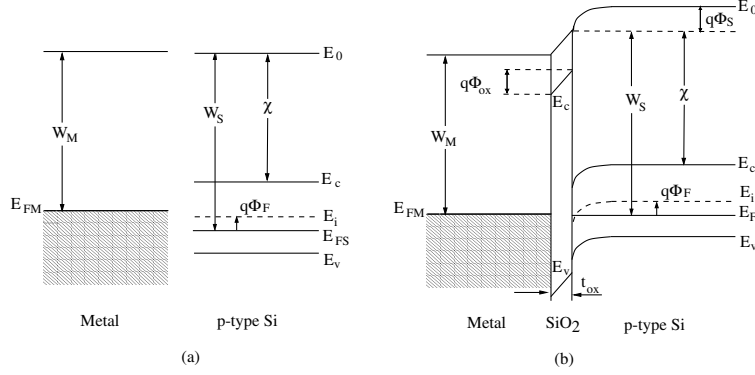 E0
WM
WS
χ
Ec
EFM
qΦF
Ei
EFS
Ev
Metal
p-type Si
(a)
E0
qΦS
qΦox
Ec
WM
WS
χ
Ec
EFM
qΦF
Ei
EF
Ev
Ev
tox
Metal
SiO2
p-type Si
(b)